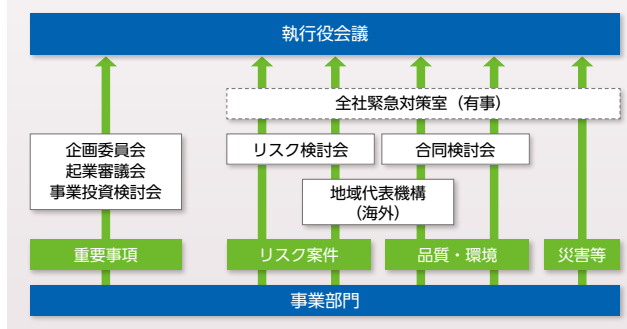 執行役会議
全社緊急対策室（有事）
企画委員会
起業審議会
事業投資検討会
リスク検討会
合同検討会
地域代表機構
（海外）
重要事項
リスク案件
品質・環境
災害等
事業部門